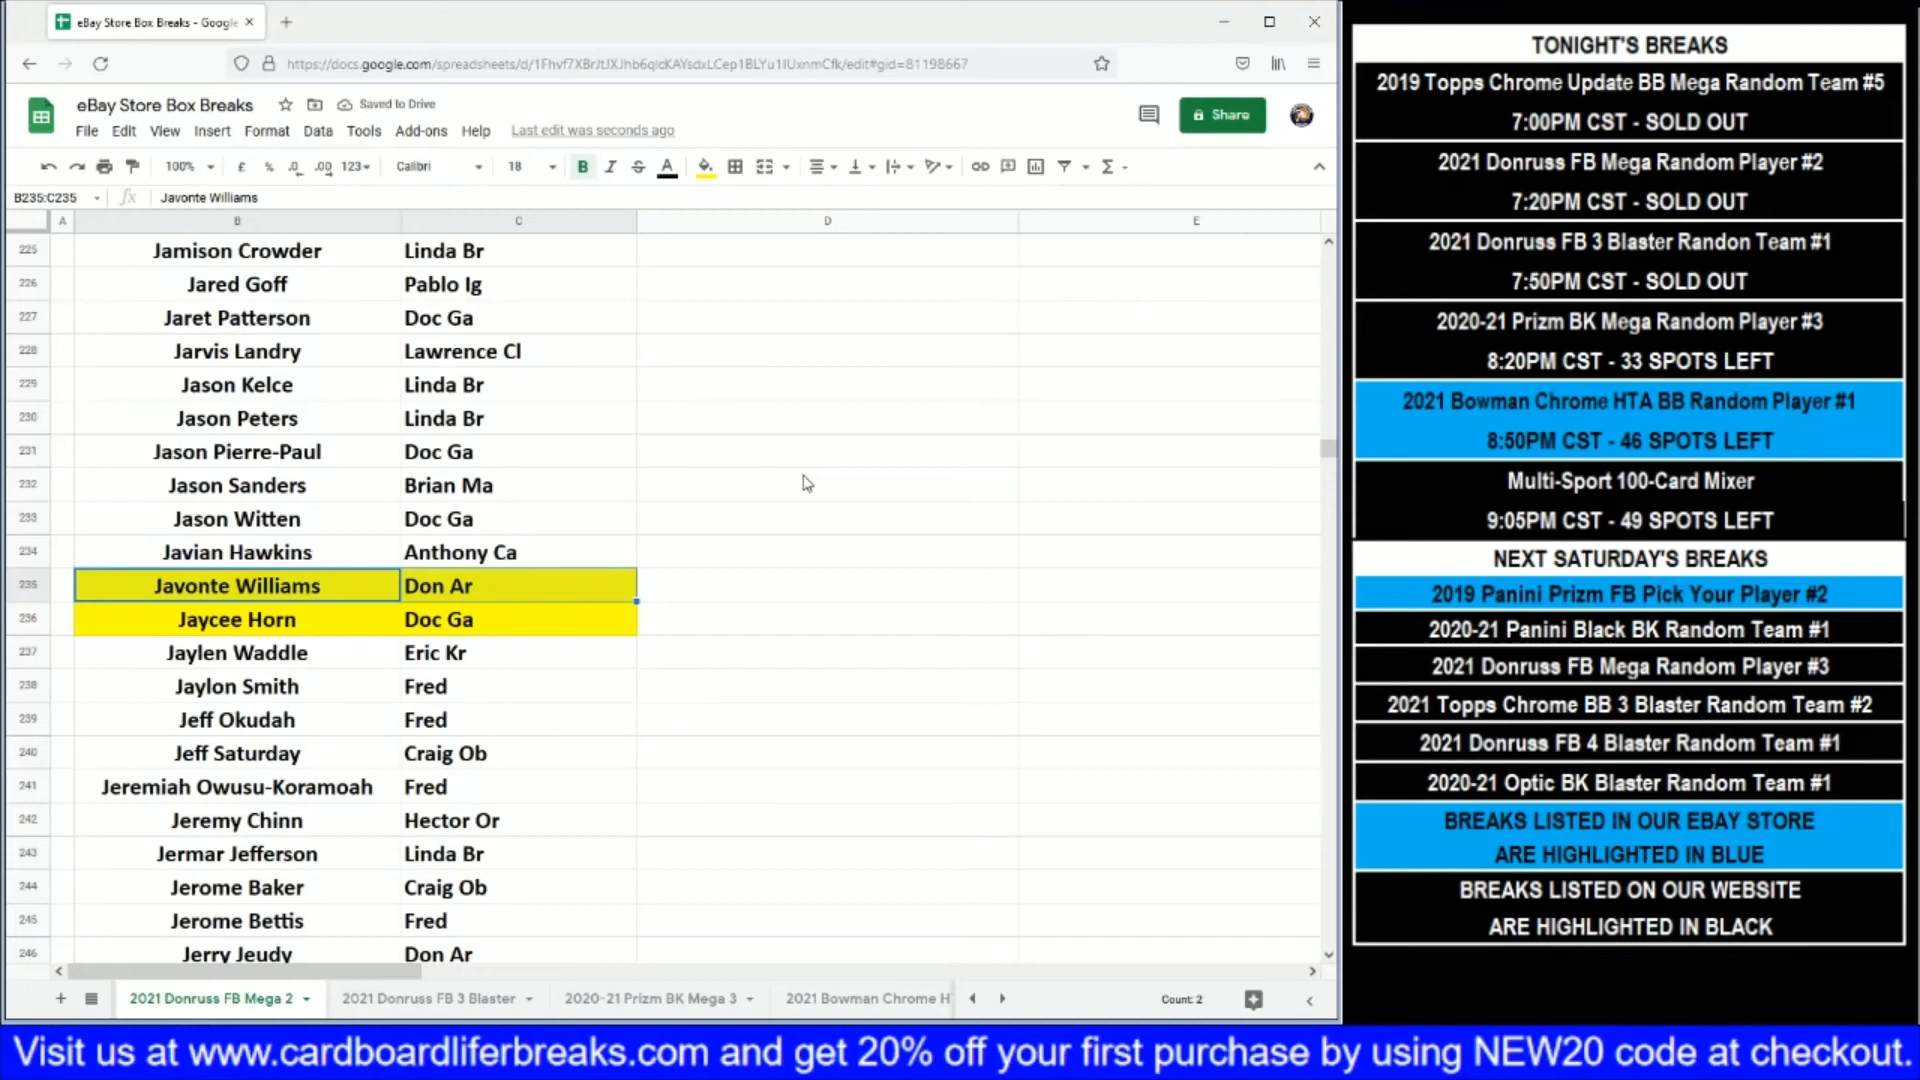 eBay Store Box Breaks - Google
https://docs.google.com/spreadsheets/d/
eBay Store Box Breaks
Saved to Drive
Share
File Edit View Insert Format Data Tools Add-ons Help Last edit was seconds ago
100% £ % .0 .00 123 Calibri 18 B I S A Σ
B235:C235 fx Javonte Williams
A B C D E
225 Jamison Crowder Linda Br
226 Jared Goff Pablo Ig
227 Jaret Patterson Doc Ga
228 Jarvis Landry Lawrence Cl
229 Jason Kelce Linda Br
230 Jason Peters Linda Br
231 Jason Pierre-Paul Doc Ga
232 Jason Sanders Brian Ma
233 Jason Witten Doc Ga
234 Javian Hawkins Anthony Ca
235 Javonte Williams Don Ar
236 Jaycee Horn Doc Ga
237 Jaylen Waddle Eric Kr
238 Jaylon Smith Fred
239 Jeff Okudah Fred
240 Jeff Saturday Craig Ob
241 Jeremiah Owusu-Koramoah Fred
242 Jeremy Chinn Hector Or
243 Jermar Jefferson Linda Br
244 Jerome Baker Craig Ob
245 Jerome Bettis Fred
246 Jerry Jeudy Don Ar
2021 Donruss FB Mega 2 2021 Donruss FB 3 Blaster 2020-21 Prizm BK Mega 3 2021 Bowman Chrome H Count: 2
TONIGHT'S BREAKS
2019 Topps Chrome Update BB Mega Random Team #5
7:00PM CST - SOLD OUT
2021 Donruss FB Mega Random Player #2
7:20PM CST - SOLD OUT
2021 Donruss FB 3 Blaster Randon Team #1
7:50PM CST - SOLD OUT
2020-21 Prizm BK Mega Random Player #3
8:20PM CST - 33 SPOTS LEFT
2021 Bowman Chrome HTA BB Random Player #1
8:50PM CST - 46 SPOTS LEFT
Multi-Sport 100-Card Mixer
9:05PM CST - 49 SPOTS LEFT
NEXT SATURDAY'S BREAKS
2019 Panini Prizm FB Pick Your Player #2
2020-21 Panini Black BK Random Team #1
2021 Donruss FB Mega Random Player #3
2021 Topps Chrome BB 3 Blaster Random Team #2
2021 Donruss FB 4 Blaster Random Team #1
2020-21 Optic BK Blaster Random Team #1
BREAKS LISTED IN OUR EBAY STORE
ARE HIGHLIGHTED IN BLUE
BREAKS LISTED ON OUR WEBSITE
ARE HIGHLIGHTED IN BLACK
Visit us at www.cardboardliferbreaks.com and get 20% off your first purchase by using NEW20 code at checkout.